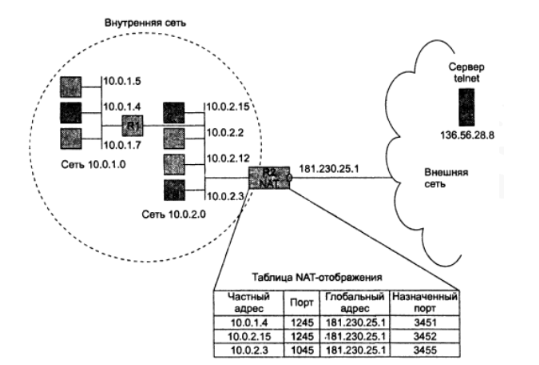 Внутренняя сеть
10.0.1.5
10.0.1.4
R1
10.0.1.7
Сеть 10.0.1.0
10.0.2.15
10.0.2.2
10.0.2.12
10.0.2.3
Сеть 10.0.2.0
R2
NAT
181.230.25.1
Сервер
telnet
136.56.28.8
Внешняя
сеть
Таблица NAT-отображения
Частный адрес Порт Глобальный адрес Назначенный порт
10.0.1.4 1245 181.230.25.1 3451
10.0.2.15 1245 181.230.25.1 3452
10.0.2.3 1045 181.230.25.1 3455